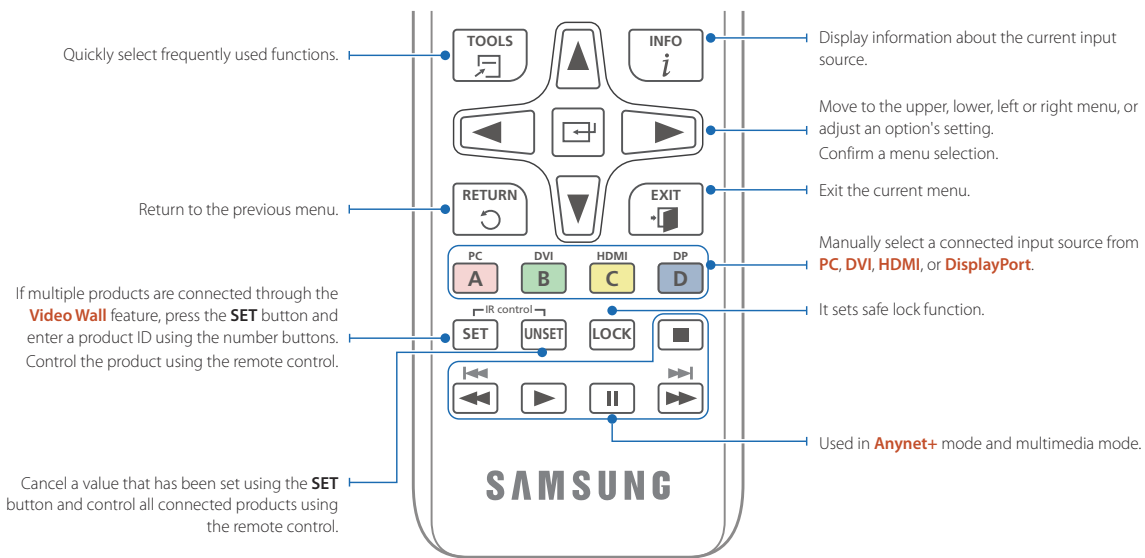 Quickly select frequently used functions.
Return to the previous menu.
If multiple products are connected through the
Video Wall feature, press the SET button and
enter a product ID using the number buttons.
Control the product using the remote control.
Cancel a value that has been set using the SET
button and control all connected products using
the remote control.
TOOLS
INFO
i
RETURN
EXIT
PC
DVI
HDMI
DP
A
B
C
D
IR control
SET
UNSET
LOCK
SAMSUNG
Display information about the current input
source.
Move to the upper, lower, left or right menu, or
adjust an option's setting.
Confirm a menu selection.
Exit the current menu.
Manually select a connected input source from
PC, DVI, HDMI, or DisplayPort.
It sets safe lock function.
Used in Anynet+ mode and multimedia mode.